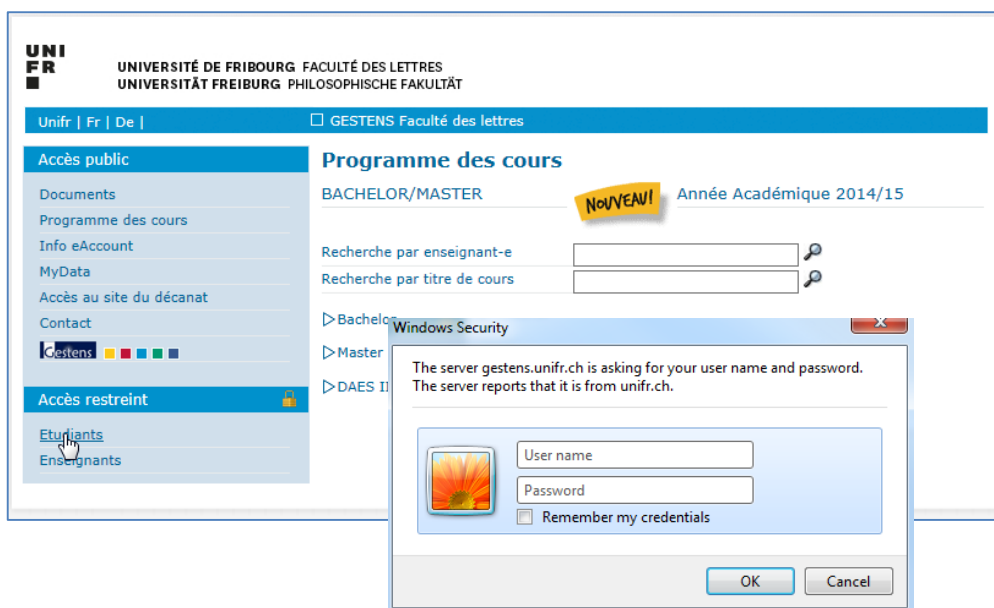 UNI
FR
UNIVERSITÉ DE FRIBOURG FACULTÉ DES LETTRES
UNIVERSITÄT FREIBURG PHILOSOPHISCHE FAKULTÄT
Unifr | Fr | De |
GESTENS Faculté des lettres
Accès public
Documents
Programme des cours
Info eAccount
MyData
Accès au site du décanat
Contact
Gestens
Accès restreint
Etudiants
Enseignants
Programme des cours
BACHELOR/MASTER
NOUVEAU!
Année Académique 2014/15
Recherche par enseignant-e
Recherche par titre de cours
Bachelor
Master
DAES II
Windows Security
The server gestens.unifr.ch is asking for your user name and password.
The server reports that it is from unifr.ch.
User name
Password
Remember my credentials
OK
Cancel